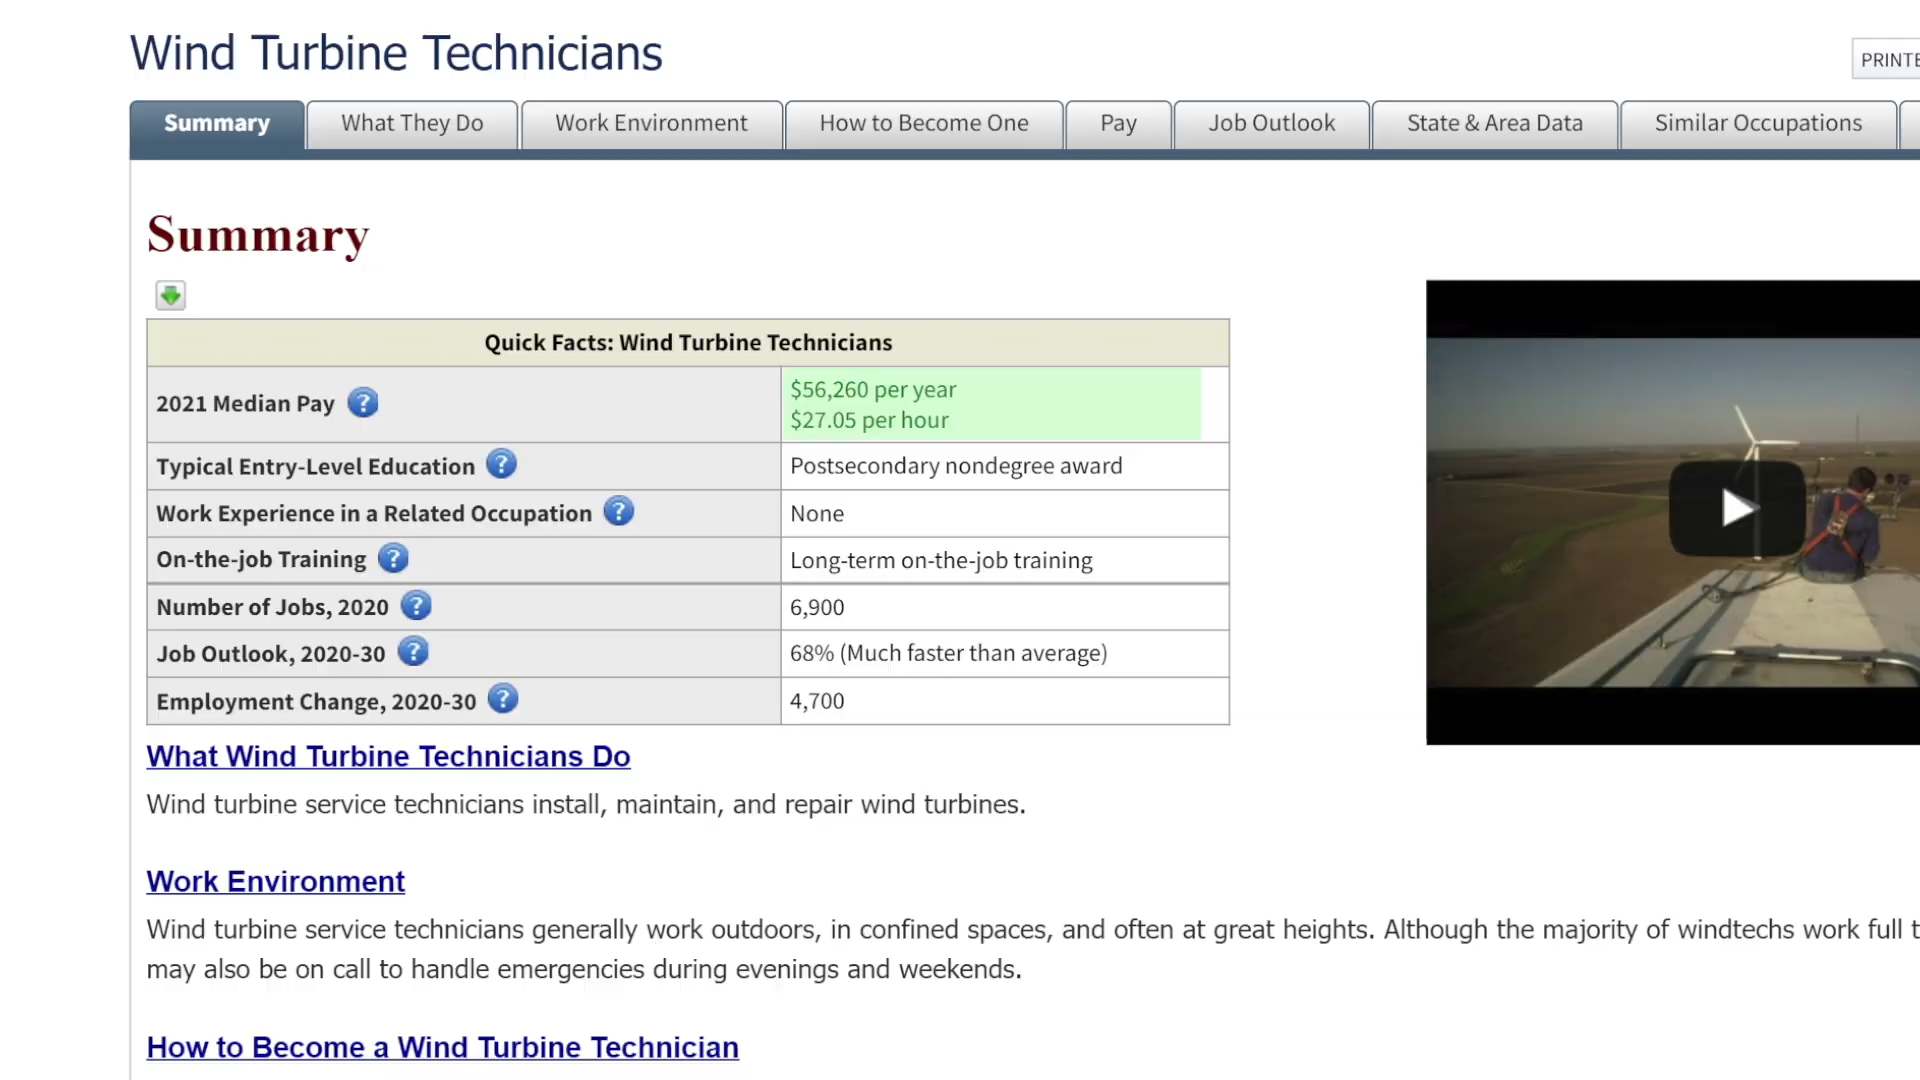 Wind Turbine Technicians
PRINTE
Summary
What They Do
Work Environment
How to Become One
Pay
Job Outlook
State & Area Data
Similar Occupations
Summary
Quick Facts: Wind Turbine Technicians
2021 Median Pay ?
$56,260 per year
$27.05 per hour
Typical Entry-Level Education ?
Postsecondary nondegree award
Work Experience in a Related Occupation ?
None
On-the-job Training ?
Long-term on-the-job training
Number of Jobs, 2020 ?
6,900
Job Outlook, 2020-30 ?
68% (Much faster than average)
Employment Change, 2020-30 ?
4,700
What Wind Turbine Technicians Do
Wind turbine service technicians install, maintain, and repair wind turbines.
Work Environment
Wind turbine service technicians generally work outdoors, in confined spaces, and often at great heights. Although the majority of windtechs work full t
may also be on call to handle emergencies during evenings and weekends.
How to Become a Wind Turbine Technician